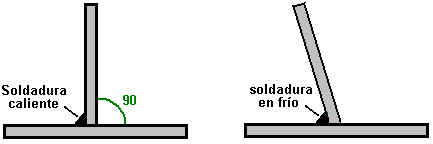 Soldadura
caliente
90
soldadura
en frío